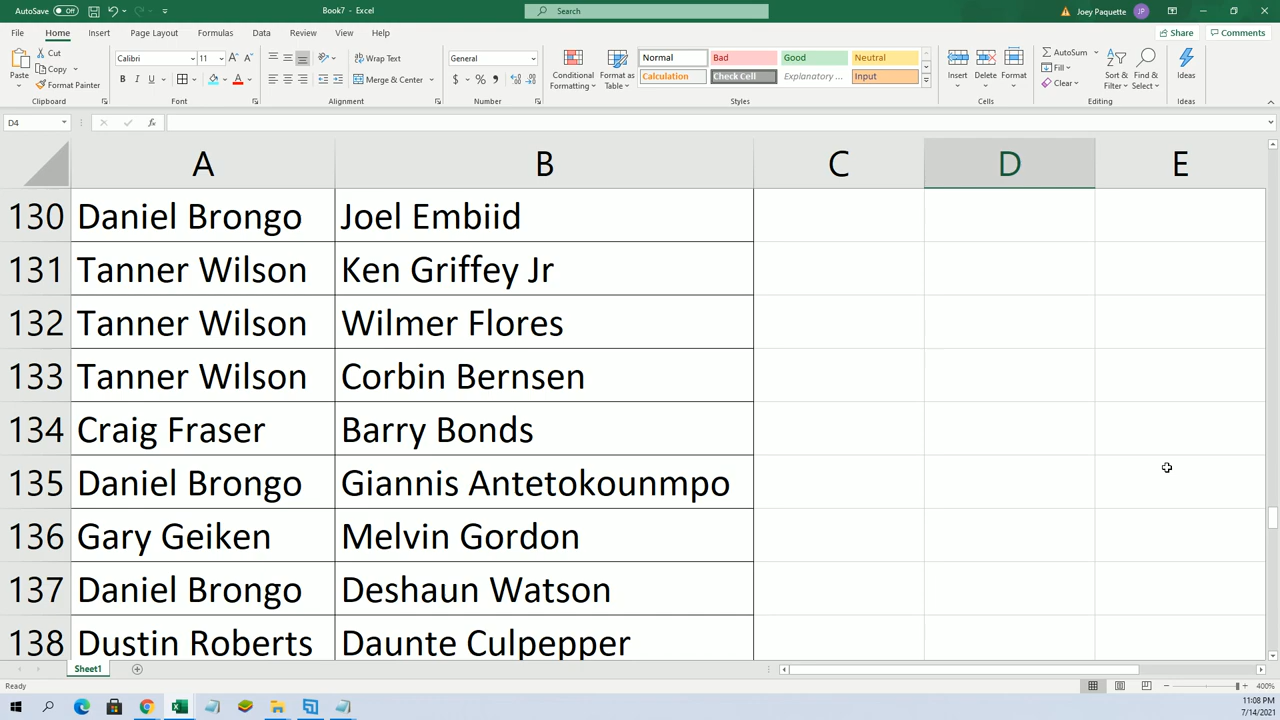 AutoSave Off Book7 - Excel Search Joey Paquette JP
File Home Insert Page Layout Formulas Data Review View Help Share Comments
Paste Cut Copy Format Painter Clipboard
Calibri 11 B I U A Font
Wrap Text Merge & Center Alignment
General $ % , Number
Conditional Formatting Format as Table Normal Bad Good Neutral Calculation Check Cell Explanatory ... Input Styles
Insert Delete Format Cells
AutoSum Fill Clear Sort & Filter Find & Select Editing
Ideas Ideas
D4 fx
A B C D E
130 Daniel Brongo Joel Embiid
131 Tanner Wilson Ken Griffey Jr
132 Tanner Wilson Wilmer Flores
133 Tanner Wilson Corbin Bernsen
134 Craig Fraser Barry Bonds
135 Daniel Brongo Giannis Antetokounmpo
136 Gary Geiken Melvin Gordon
137 Daniel Brongo Deshaun Watson
138 Dustin Roberts Daunte Culpepper
Sheet1
Ready 400%
11:08 PM
7/14/2021